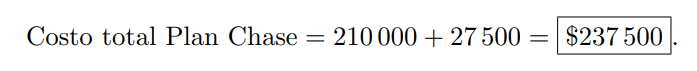 Costo total Plan Chase = 210 000 + 27 500 = $237 500.